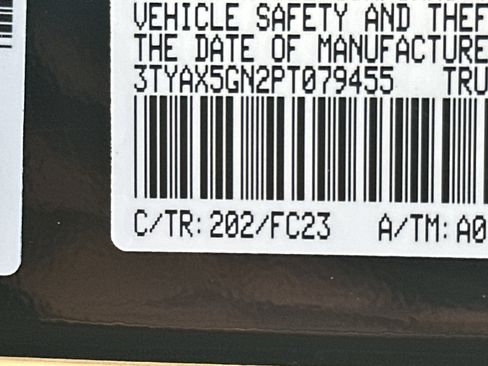 VEHICLE SAFETY AND THEF
THE DATE OF MANUFACTURE
3TYAX5GN2PT079455 TRU
C/TR: 202/FC23 A/TM: A0